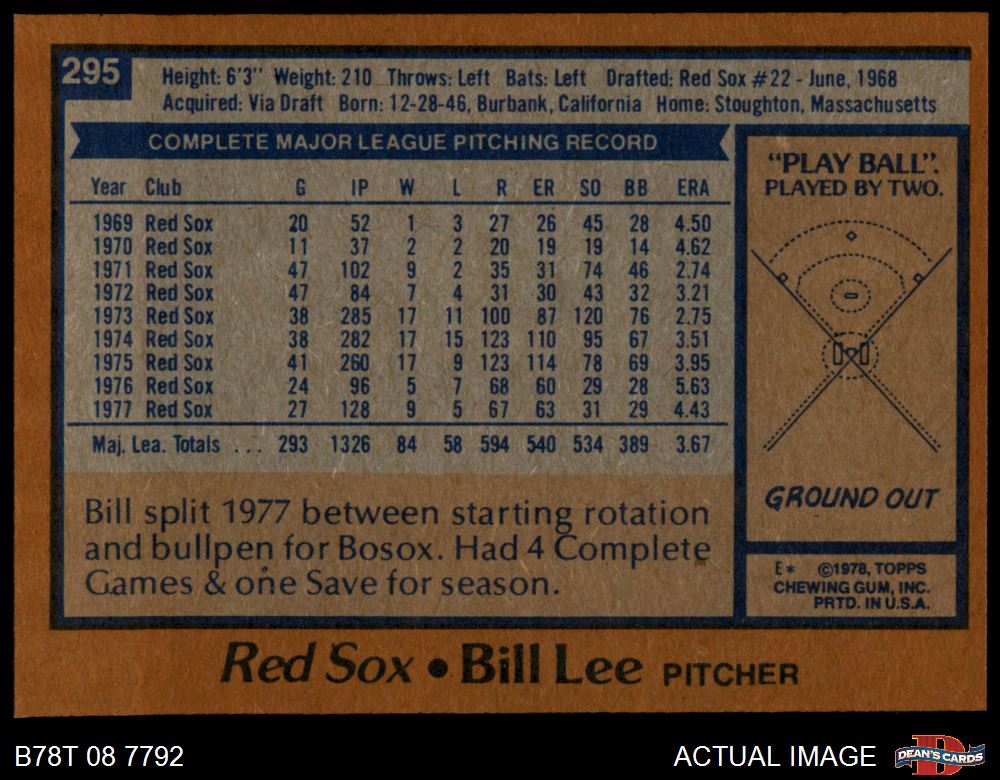 295
Height: 6'3" Weight: 210 Throws: Left Bats: Left Drafted: Red Sox #22 - June, 1968
Acquired: Via Draft Born: 12-28-46, Burbank, California Home: Stoughton, Massachusetts
COMPLETE MAJOR LEAGUE PITCHING RECORD
Year Club G IP W L R ER SO BB ERA
1969 Red Sox 20 52 1 3 27 26 45 28 4.50
1970 Red Sox 11 37 2 2 20 19 19 14 4.62
1971 Red Sox 47 102 9 2 35 31 74 46 2.74
1972 Red Sox 47 84 7 4 31 30 43 32 3.21
1973 Red Sox 38 285 17 11 100 87 120 76 2.75
1974 Red Sox 38 282 17 15 123 110 95 67 3.51
1975 Red Sox 41 260 17 9 123 114 78 69 3.95
1976 Red Sox 24 96 5 7 68 60 29 28 5.63
1977 Red Sox 27 128 9 5 67 63 31 29 4.43
Maj. Lea. Totals ... 293 1326 84 58 594 540 534 389 3.67
Bill split 1977 between starting rotation
and bullpen for Bosox. Had 4 Complete
Games & one Save for season.
"PLAY BALL".
PLAYED BY TWO.
GROUND OUT
E* ©1978, TOPPS
CHEWING GUM, INC.
PRTD. IN U.S.A.
Red Sox • Bill Lee PITCHER
B78T 08 7792
ACTUAL IMAGE
D
DEAN'S CARDS